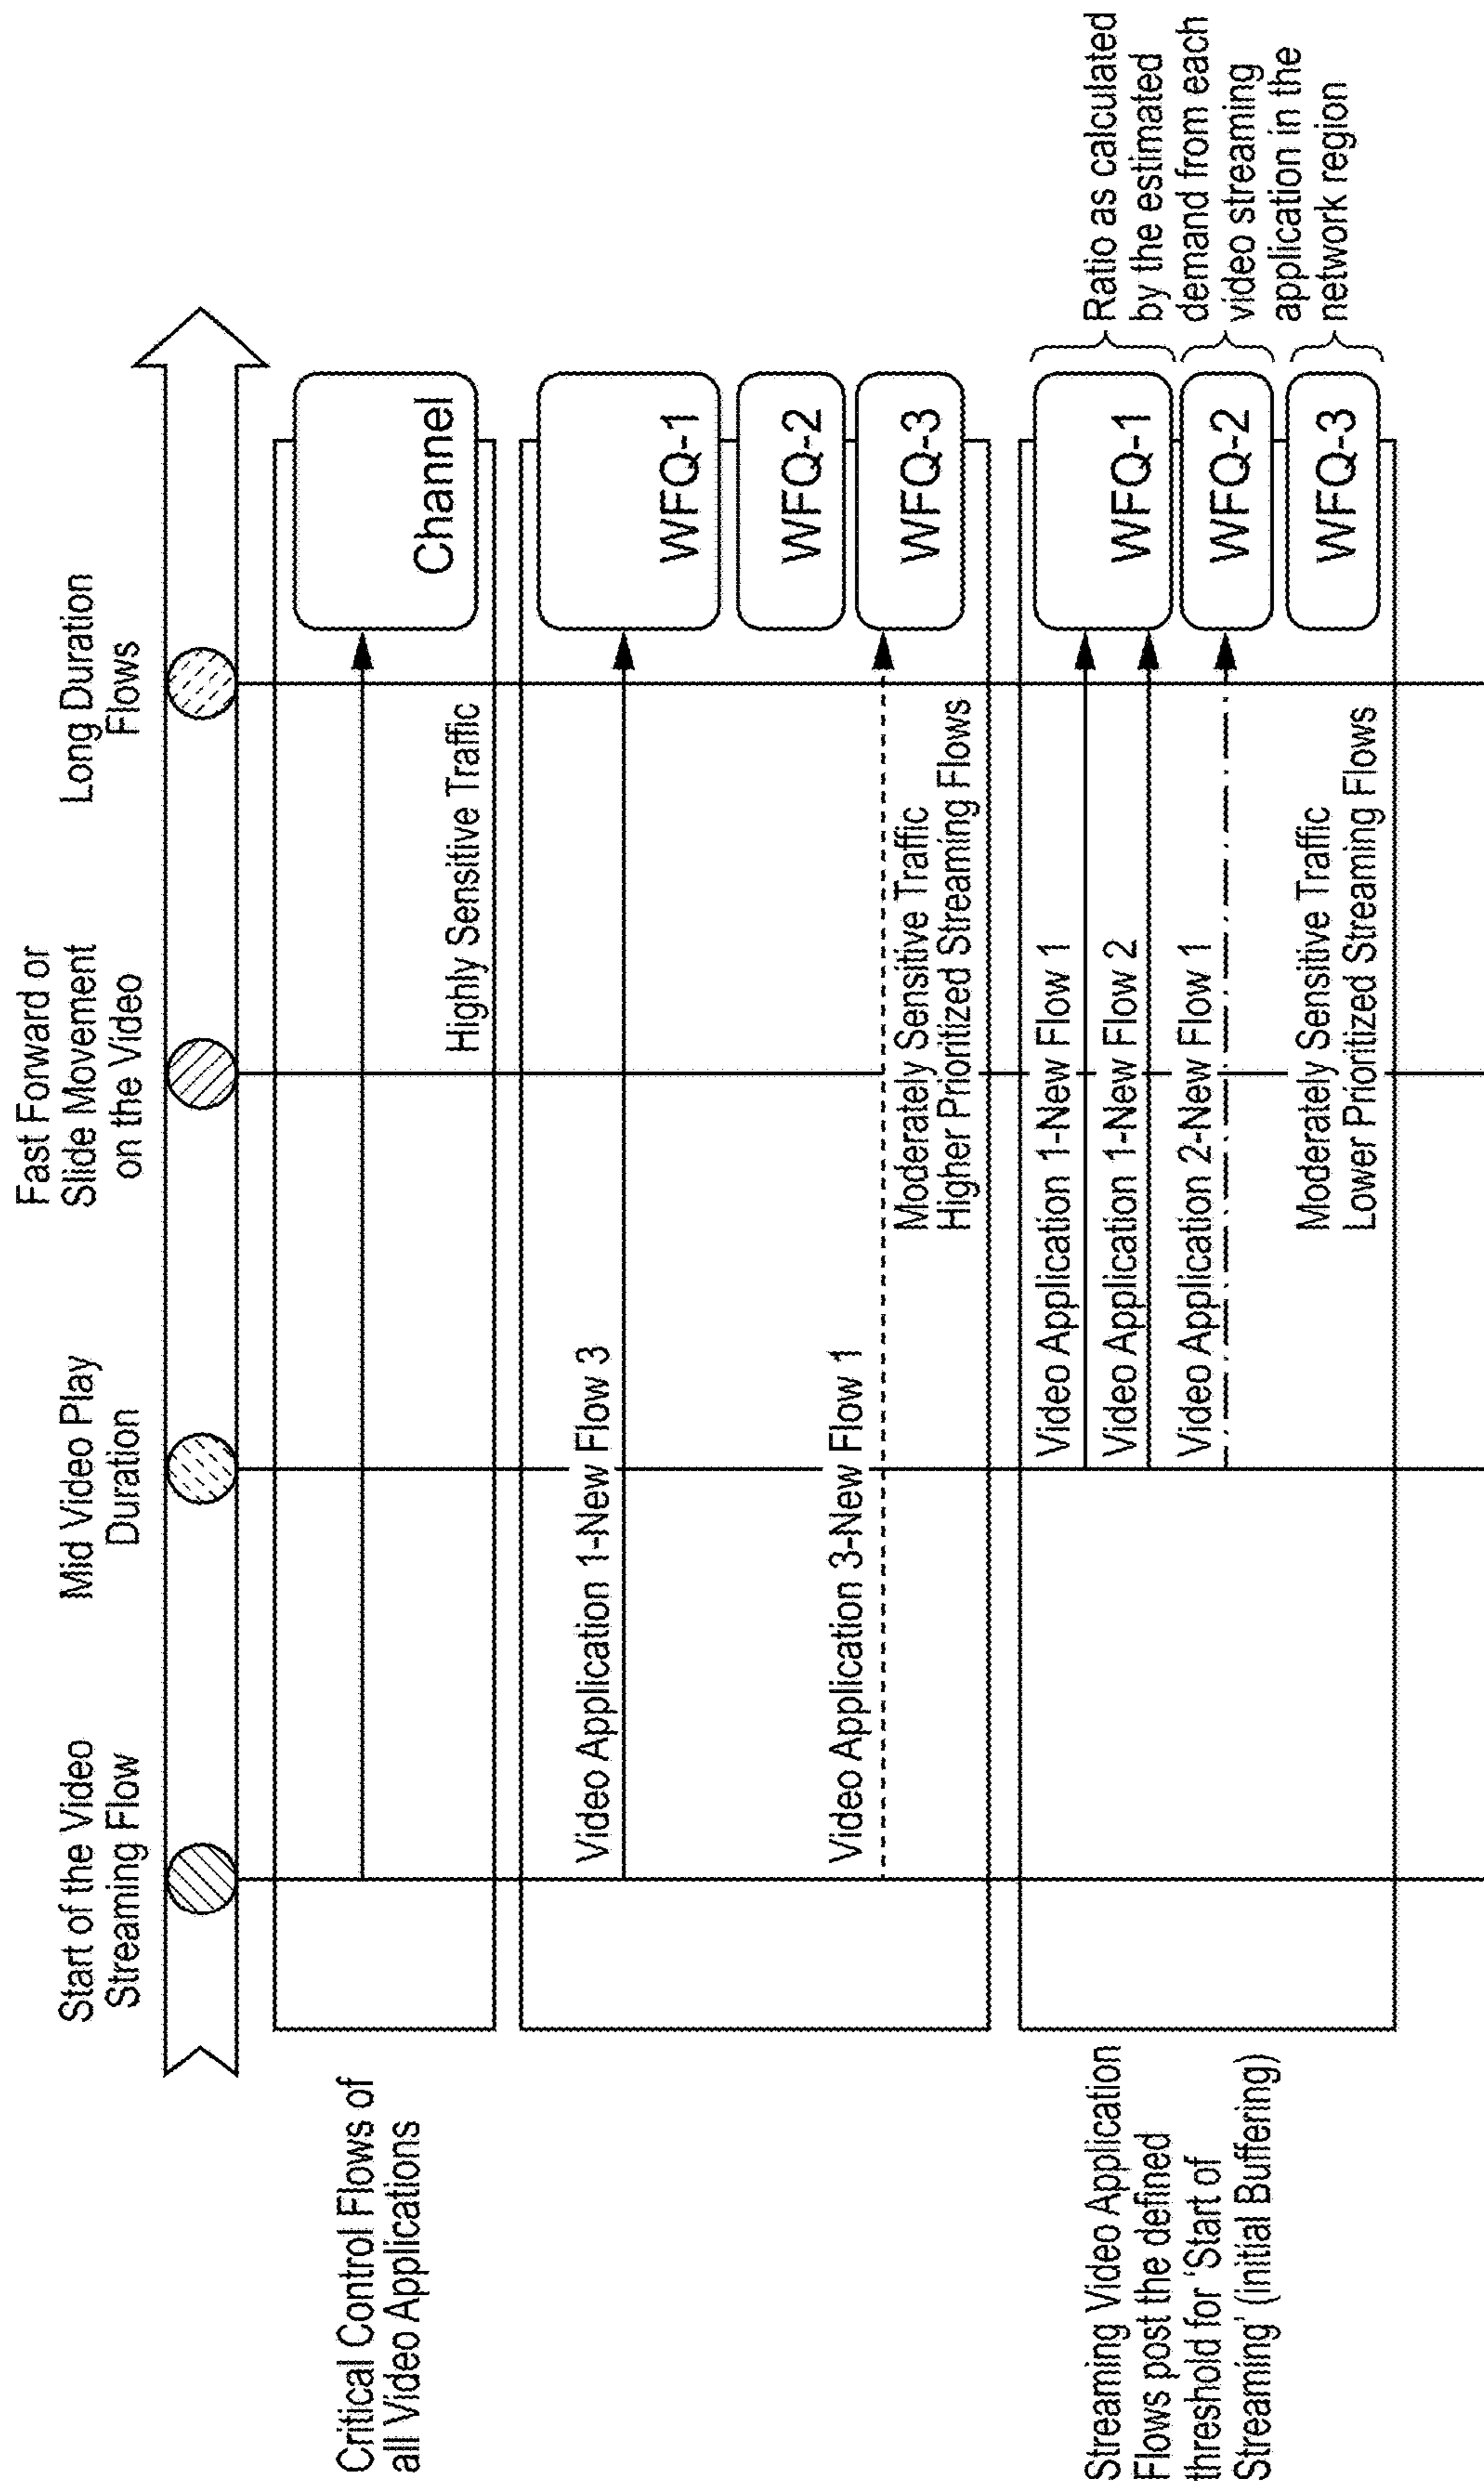 Start of the Video
Streaming Flow
Mid Video Play
Duration
Fast Forward or
Slide Movement
on the Video
Long Duration
Flows
Critical Control Flows of
all Video Applications
Highly Sensitive Traffic
Channel
Video Application 1-New Flow 3
Video Application 3-New Flow 1
Moderately Sensitive Traffic
Higher Prioritized Streaming Flows
WFQ-1
WFQ-2
WFQ-3
Streaming Video Application
Flows post the defined
threshold for 'Start of
Streaming' (initial Buffering)
Video Application 1-New Flow 1
Video Application 1-New Flow 2
Video Application 2-New Flow 1
Moderately Sensitive Traffic
Lower Prioritized Streaming Flows
WFQ-1
WFQ-2
WFQ-3
Ratio as calculated
by the estimated
demand from each
video streaming
application in the
network region